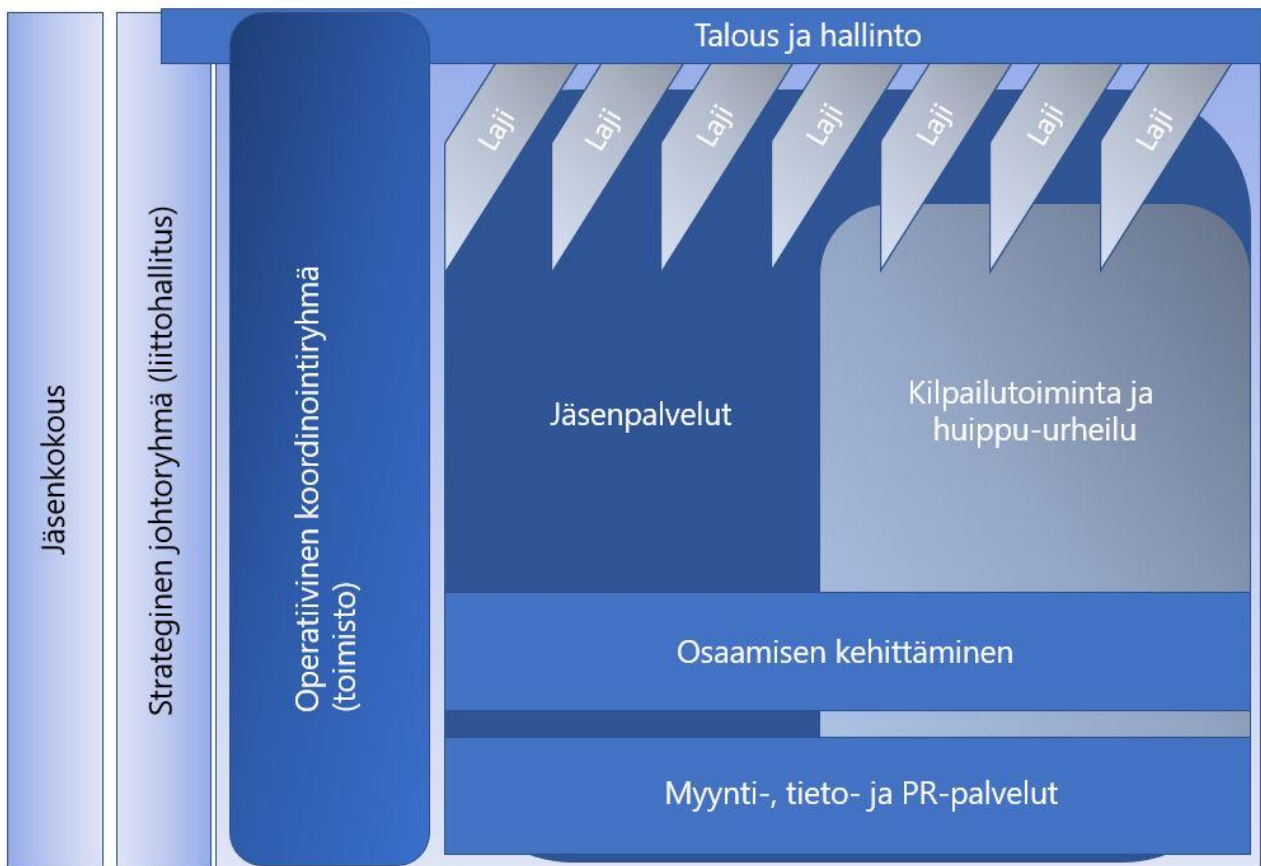 Jäsenkokous
Strateginen johtoryhmä (liittohallitus)
Operatiivinen koordinointiryhmä
(toimisto)
Talous ja hallinto
Laji
Laji
Laji
Laji
Laji
Laji
Laji
Jäsenpalvelut
Kilpailutoiminta ja
huippu-urheilu
Osaamisen kehittäminen
Myynti-, tieto- ja PR-palvelut